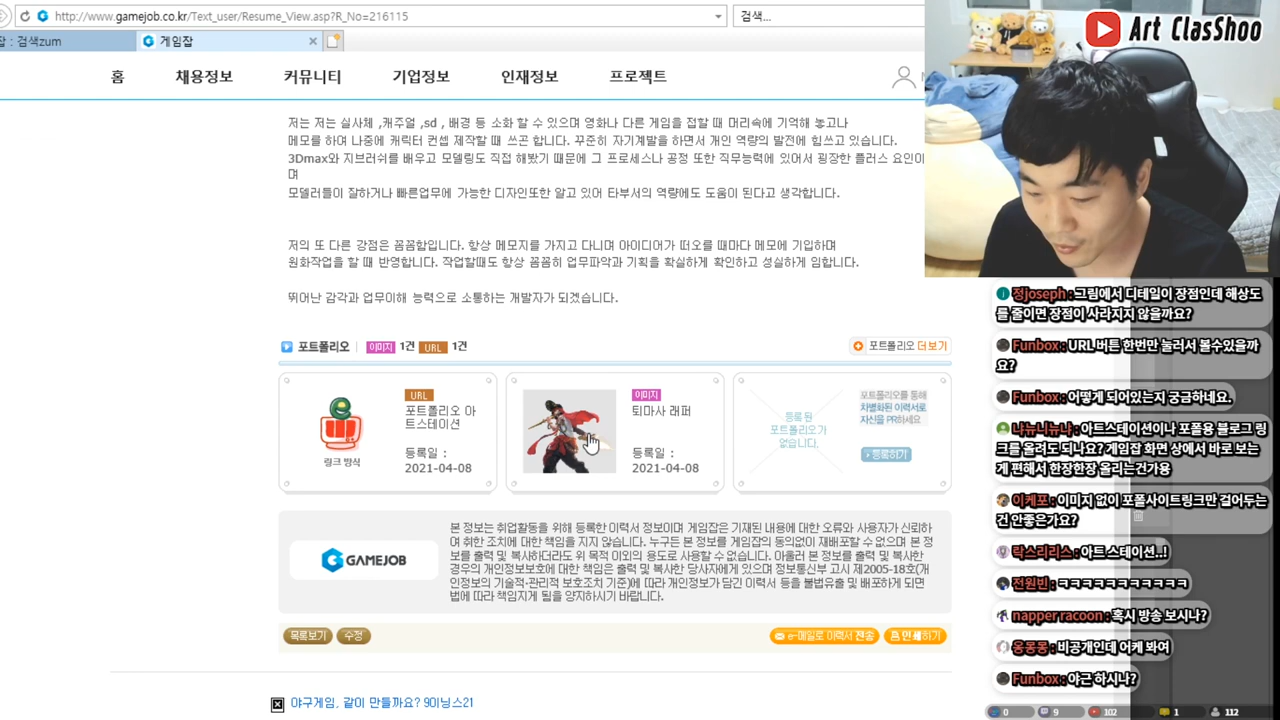 http://www.gamejob.co.kr/Text_user/Resume_View.asp?R_No=216115
검색...
잡 : 검색zum
게임잡
홈
채용정보
커뮤니티
기업정보
인재정보
프로젝트
Art ClasShoo
저는 저는 실사체 ,캐주얼 ,sd , 배경 등 소화 할 수 있으며 영화나 다른 게임을 접할 때 머리속에 기억해 놓고나
메모를 하며 나중에 캐릭터 컨셉 제작할 때 쓰곤 합니다. 꾸준히 자기계발을 하면서 개인 역량의 발전에 힘쓰고 있습니다.
3Dmax와 지브러쉬를 배우고 모델링도 직접 해봤기 때문에 그 프로세스나 공정 또한 직무능력에 있어서 굉장한 플러스 요인이
며
모델러들이 잘하거나 빠른업무에 가능한 디자인또한 알고 있어 타부서의 역량에도 도움이 된다고 생각합니다.
저의 또 다른 강점은 꼼꼼함입니다. 항상 메모지를 가지고 다니며 아이디어가 떠오를 때마다 메모에 기입하며
원화작업을 할 때 반영합니다. 작업할때도 항상 꼼꼼히 업무파악과 기획을 확실하게 확인하고 성실하게 임합니다.
뛰어난 감각과 업무이해 능력으로 소통하는 개발자가 되겠습니다.
포트폴리오
이미지 1건 URL 1건
포트폴리오 더보기
URL
포트폴리오 아
트스테이션
등록일 :
2021-04-08
링크 방식
이미지
퇴마사 래퍼
등록일 :
2021-04-08
등록된
포트폴리오가
없습니다.
포트폴리오를 통해
차별화된 이력서로
자신을 PR하세요
등록하기
GAMEJOB
본 정보는 취업활동을 위해 등록한 이력서 정보이며 게임잡은 기재된 내용에 대한 오류와 사용자가 신뢰하
며 취한 조치에 대한 책임을 지지 않습니다. 누구든 본 정보를 게임잡의 동의없이 재배포할 수 없으며 본 정
보를 출력 및 복사하더라도 위 목적 이외의 용도로 사용할 수 없습니다. 아울러 본 정보를 출력 및 복사한
경우의 개인정보보호에 대한 책임은 출력 및 복사한 당사자에게 있으며 정보통신부 고시 제2005-18호(개
인정보의 기술적·관리적 보호조치 기준)에 따라 개인정보가 담긴 이력서 등을 불법유출 및 배포하게 되면
법에 따라 책임지게 됨을 양지하시기 바랍니다.
목록보기
수정
e-메일로 이력서 전송
인쇄하기
야구게임, 같이 만들까요? 9이닝스21
정joseph : 그림에서 디테일이 장점인데 해상도
를 줄이면 장점이 사라지지 않을까요?
Funbox : URL 버튼 한번만 눌러서 볼수있을까
요?
Funbox : 어떻게 되어있는지 궁금하네요.
냐뉴니뉴냐 : 아트스테이션이나 포폴용 블로그 링
크를 올려도 되나요? 게임잡 화면 상에서 바로 보는
게 편해서 한장한장 올리는건가용
이케포 : 이미지 없이 포폴사이트링크만 걸어두는
건 안좋은가요?
락스리리스 : 아트 스테이션..!
전원빈 : ㅋㅋㅋㅋㅋㅋㅋㅋㅋㅋㅋ
napper racoon : 혹시 방송 보시나?
옹몽몽 : 비공개인데 어케 봐여
Funbox : 야근 하시나?
0
9
102
1
112